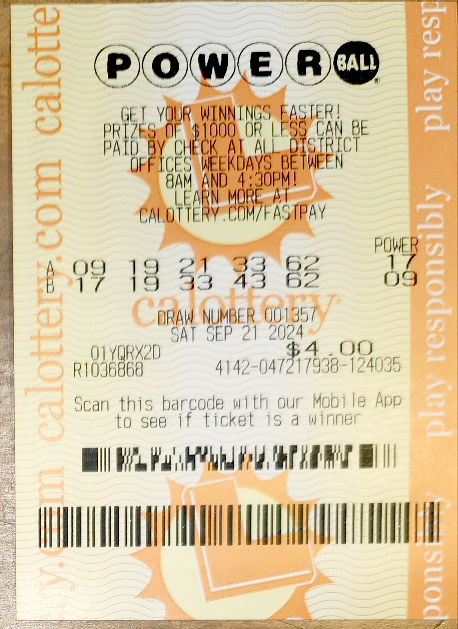 POWERBALL
GET YOUR WINNINGS FASTER!
PRIZES OF $1000 OR LESS CAN BE
PAID BY CHECK AT ALL DISTRICT
OFFICES WEEKDAYS BETWEEN
8AM AND 4:30PM!
LEARN MORE AT
CALOTTERY.COM/FASTPAY
POWER
A 09 19 21 33 62 17
B 17 19 33 43 62 09
calottery
DRAW NUMBER 001357
SAT SEP 21 2024
01YQRX2D $4.00
R1036868 4142-047217938-124035
Scan this barcode with our Mobile App
to see if ticket is a winner
ry.com calottery.com calotte
ponsibly play responsibly play resp